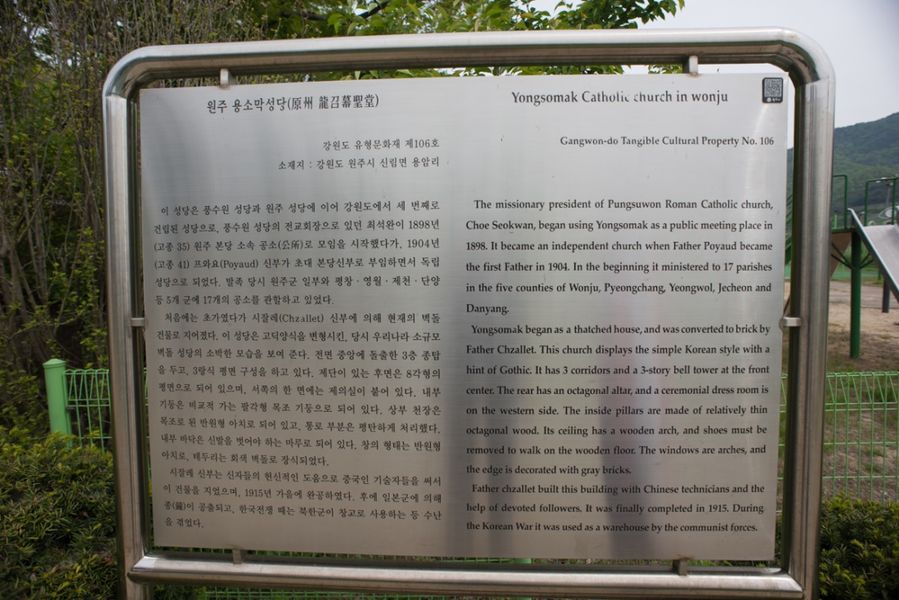 원주 용소막성당(原州 龍召幕聖堂)
강원도 유형문화재 제106호
소재지 : 강원도 원주시 신림면 용암리
이 성당은 풍수원 성당과 원주 성당에 이어 강원도에서 세 번째로
건립된 성당으로, 풍수원 성당의 전교회장으로 있던 최석완이 1898년
(고종 35) 원주 본당 소속 공소(公所)로 모임을 시작했다가, 1904년
(고종 41) 프와요(Poyaud) 신부가 초대 본당신부로 부임하면서 독립
성당으로 되었다. 발족 당시 원주군 일부와 평창·영월·제천·단양
등 5개 군에 17개의 공소를 관할하고 있었다.
처음에는 초가였다가 시잘레(Chzallet) 신부에 의해 현재의 벽돌
건물로 지어졌다. 이 성당은 고딕양식을 변형시킨, 당시 우리나라 소규모
벽돌 성당의 소박한 모습을 보여 준다. 전면 중앙에 돌출한 3층 종탑
을 두고, 3랑식 평면 구성을 하고 있다. 제단이 있는 후면은 8각형의
평면으로 되어 있으며, 서쪽의 한 면에는 제의실이 붙어 있다. 내부
기둥은 비교적 가는 팔각형 목조 기둥으로 되어 있다. 상부 천장은
목조로 된 반원형 아치로 되어 있고, 통로 부분은 평탄하게 처리했다.
내부 바닥은 신발을 벗어야 하는 마루로 되어 있다. 창의 형태는 반원형
아치로, 테두리는 회색 벽돌로 장식되었다.
시잘레 신부는 신자들의 헌신적인 도움으로 중국인 기술자들을 써서
이 건물을 지었으며, 1915년 가을에 완공하였다. 후에 일본군에 의해
종(鐘)이 공출되고, 한국전쟁 때는 북한군이 창고로 사용하는 등 수난
을 겪었다.
Yongsomak Catholic church in wonju
Gangwon-do Tangible Cultural Property No. 106
The missionary president of Pungsuwon Roman Catholic church,
Choe Seokwan, began using Yongsomak as a public meeting place in
1898. It became an independent church when Father Poyaud became
the first Father in 1904. In the beginning it ministered to 17 parishes
in the five counties of Wonju, Pyeongchang, Yeongwol, Jecheon and
Danyang.
Yongsomak began as a thatched house, and was converted to brick by
Father Chzallet. This church displays the simple Korean style with a
hint of Gothic. It has 3 corridors and a 3-story bell tower at the front
center. The rear has an octagonal altar, and a ceremonial dress room is
on the western side. The inside pillars are made of relatively thin
octagonal wood. Its ceiling has a wooden arch, and shoes must be
removed to walk on the wooden floor. The windows are arches, and
the edge is decorated with gray bricks.
Father chzallet built this building with Chinese technicians and the
help of devoted followers. It was finally completed in 1915. During
the Korean War it was used as a warehouse by the communist forces.